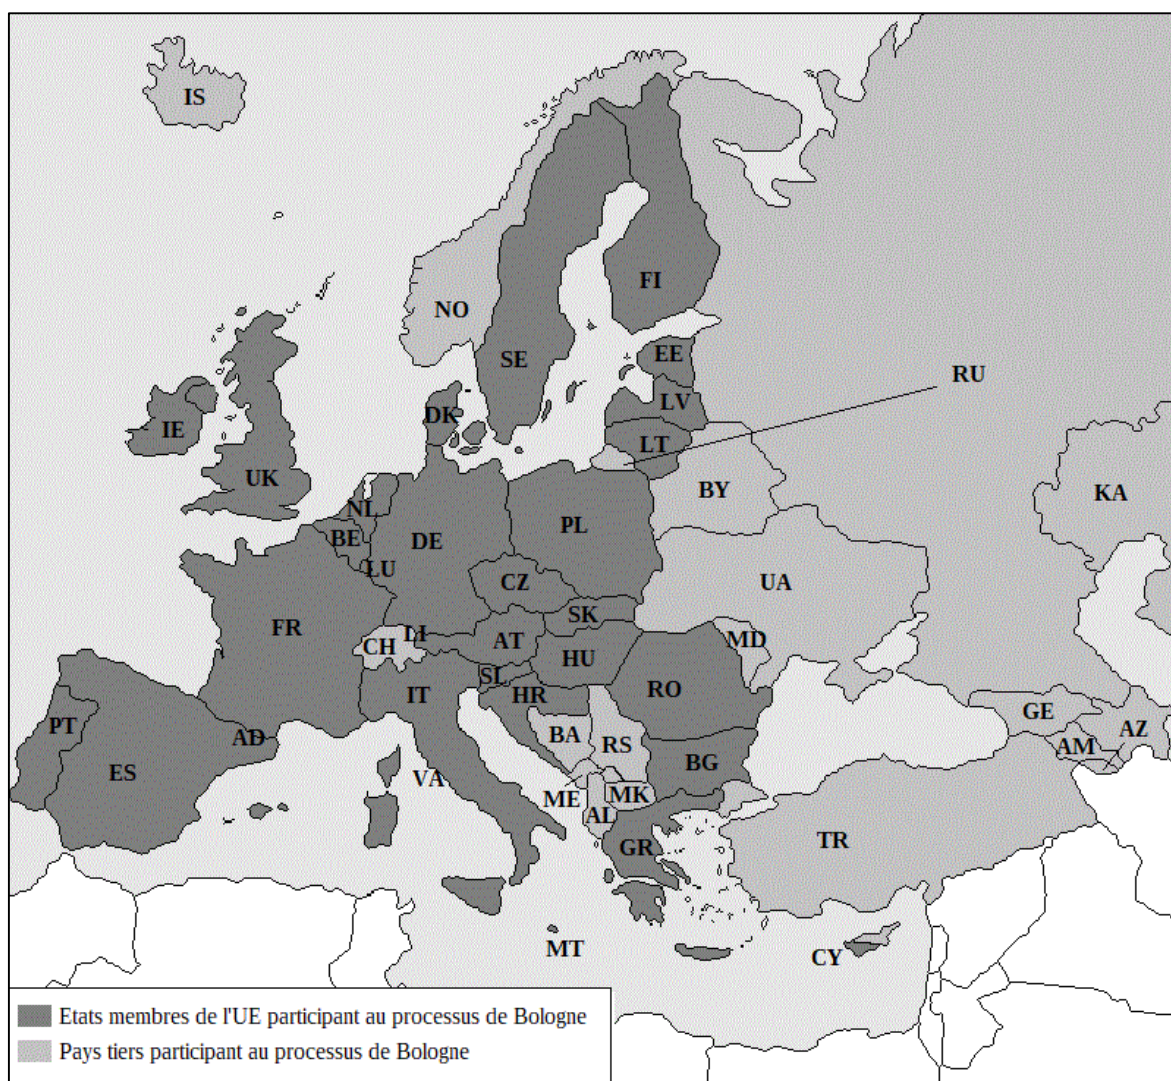 IS
NO
FI
SE
EE
RU
LV
DK
IE
LT
UK
BY
KA
NL
BE
DE
PL
LU
CZ
UA
SK
FR
LI
AT
MD
CH
HU
SL
IT
HR
RO
PT
AD
GE
BA
RS
AZ
AM
ES
VA
BG
ME
MK
AL
GR
TR
MT
CY
Etats membres de l'UE participant au processus de Bologne
Pays tiers participant au processus de Bologne